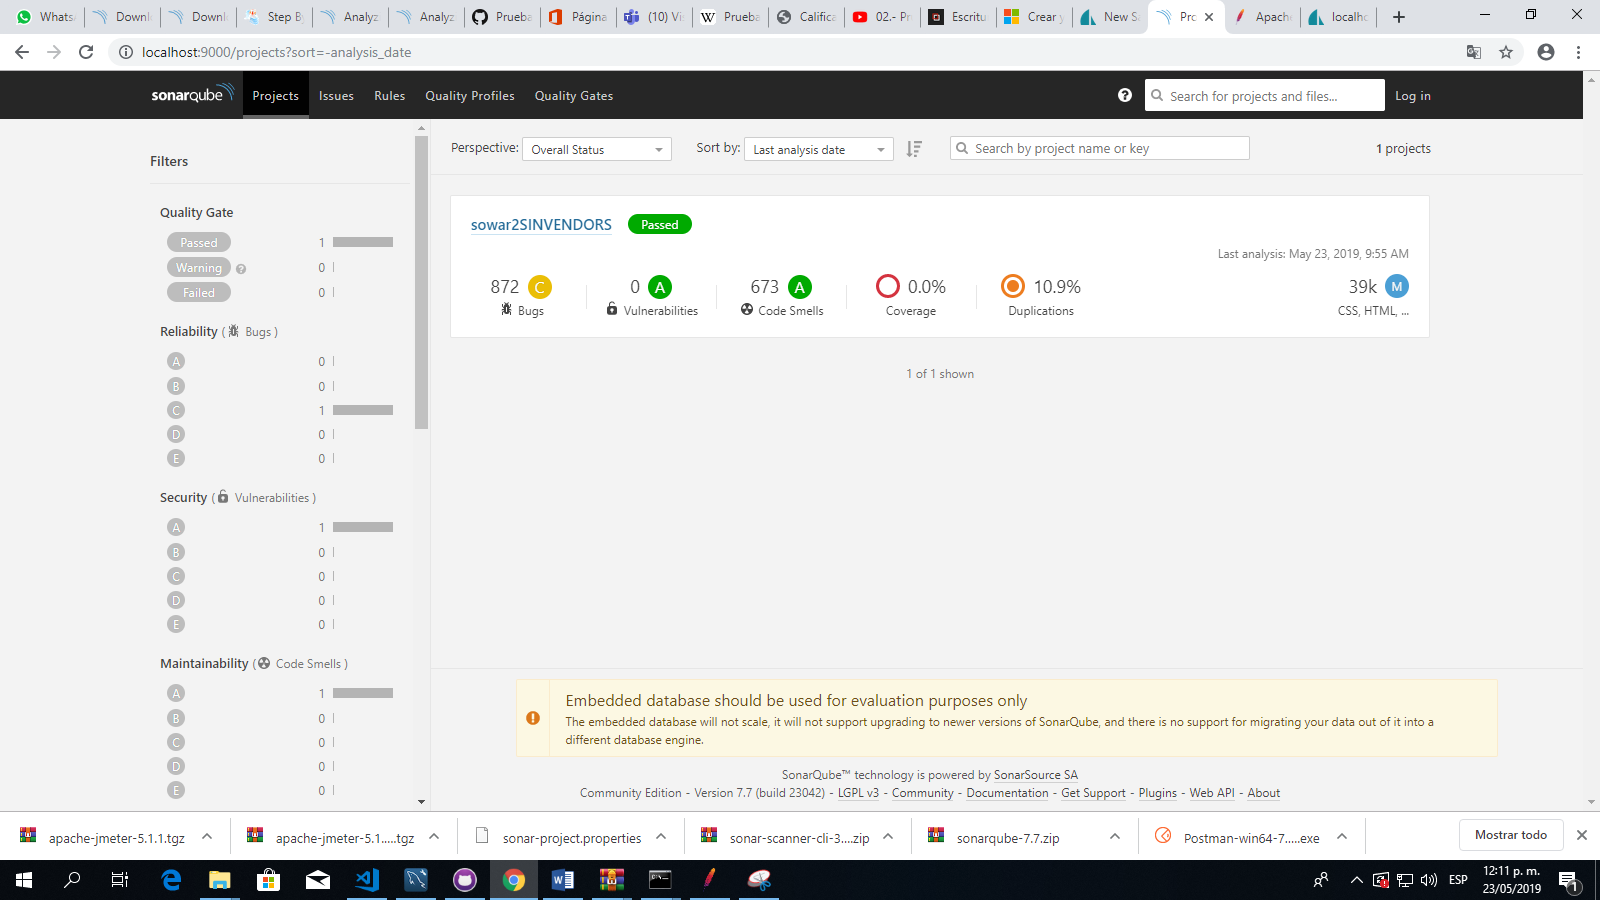 Whats
Downl
Downl
Step By
Analyz
Analyz
Prueba
Página
(10) Vi
Prueba
Califica
02.- Pr
Escritu
Crear y
New Sa
Pro
Apache
localho
localhost:9000/projects?sort=-analysis_date
sonarqube
Projects
Issues
Rules
Quality Profiles
Quality Gates
Search for projects and files...
Log in
Filters
Quality Gate
Passed 1
Warning 0
Failed 0
Reliability ( Bugs )
A 0
B 0
C 1
D 0
E 0
Security ( Vulnerabilities )
A 1
B 0
C 0
D 0
E 0
Maintainability ( Code Smells )
A 1
B 0
C 0
D 0
E 0
Perspective: Overall Status
Sort by: Last analysis date
Search by project name or key
1 projects
sowar2SINVENDORS Passed
Last analysis: May 23, 2019, 9:55 AM
872 C
Bugs
0 A
Vulnerabilities
673 A
Code Smells
0.0%
Coverage
10.9%
Duplications
39k M
CSS, HTML, ...
1 of 1 shown
Embedded database should be used for evaluation purposes only
The embedded database will not scale, it will not support upgrading to newer versions of SonarQube, and there is no support for migrating your data out of it into a
different database engine.
SonarQube™ technology is powered by SonarSource SA
Community Edition - Version 7.7 (build 23042) - LGPL v3 - Community - Documentation - Get Support - Plugins - Web API - About
apache-jmeter-5.1.1.tgz
apache-jmeter-5.1.....tgz
sonar-project.properties
sonar-scanner-cli-3....zip
sonarqube-7.7.zip
Postman-win64-7.....exe
Mostrar todo
ESP
12:11 p. m.
23/05/2019
1